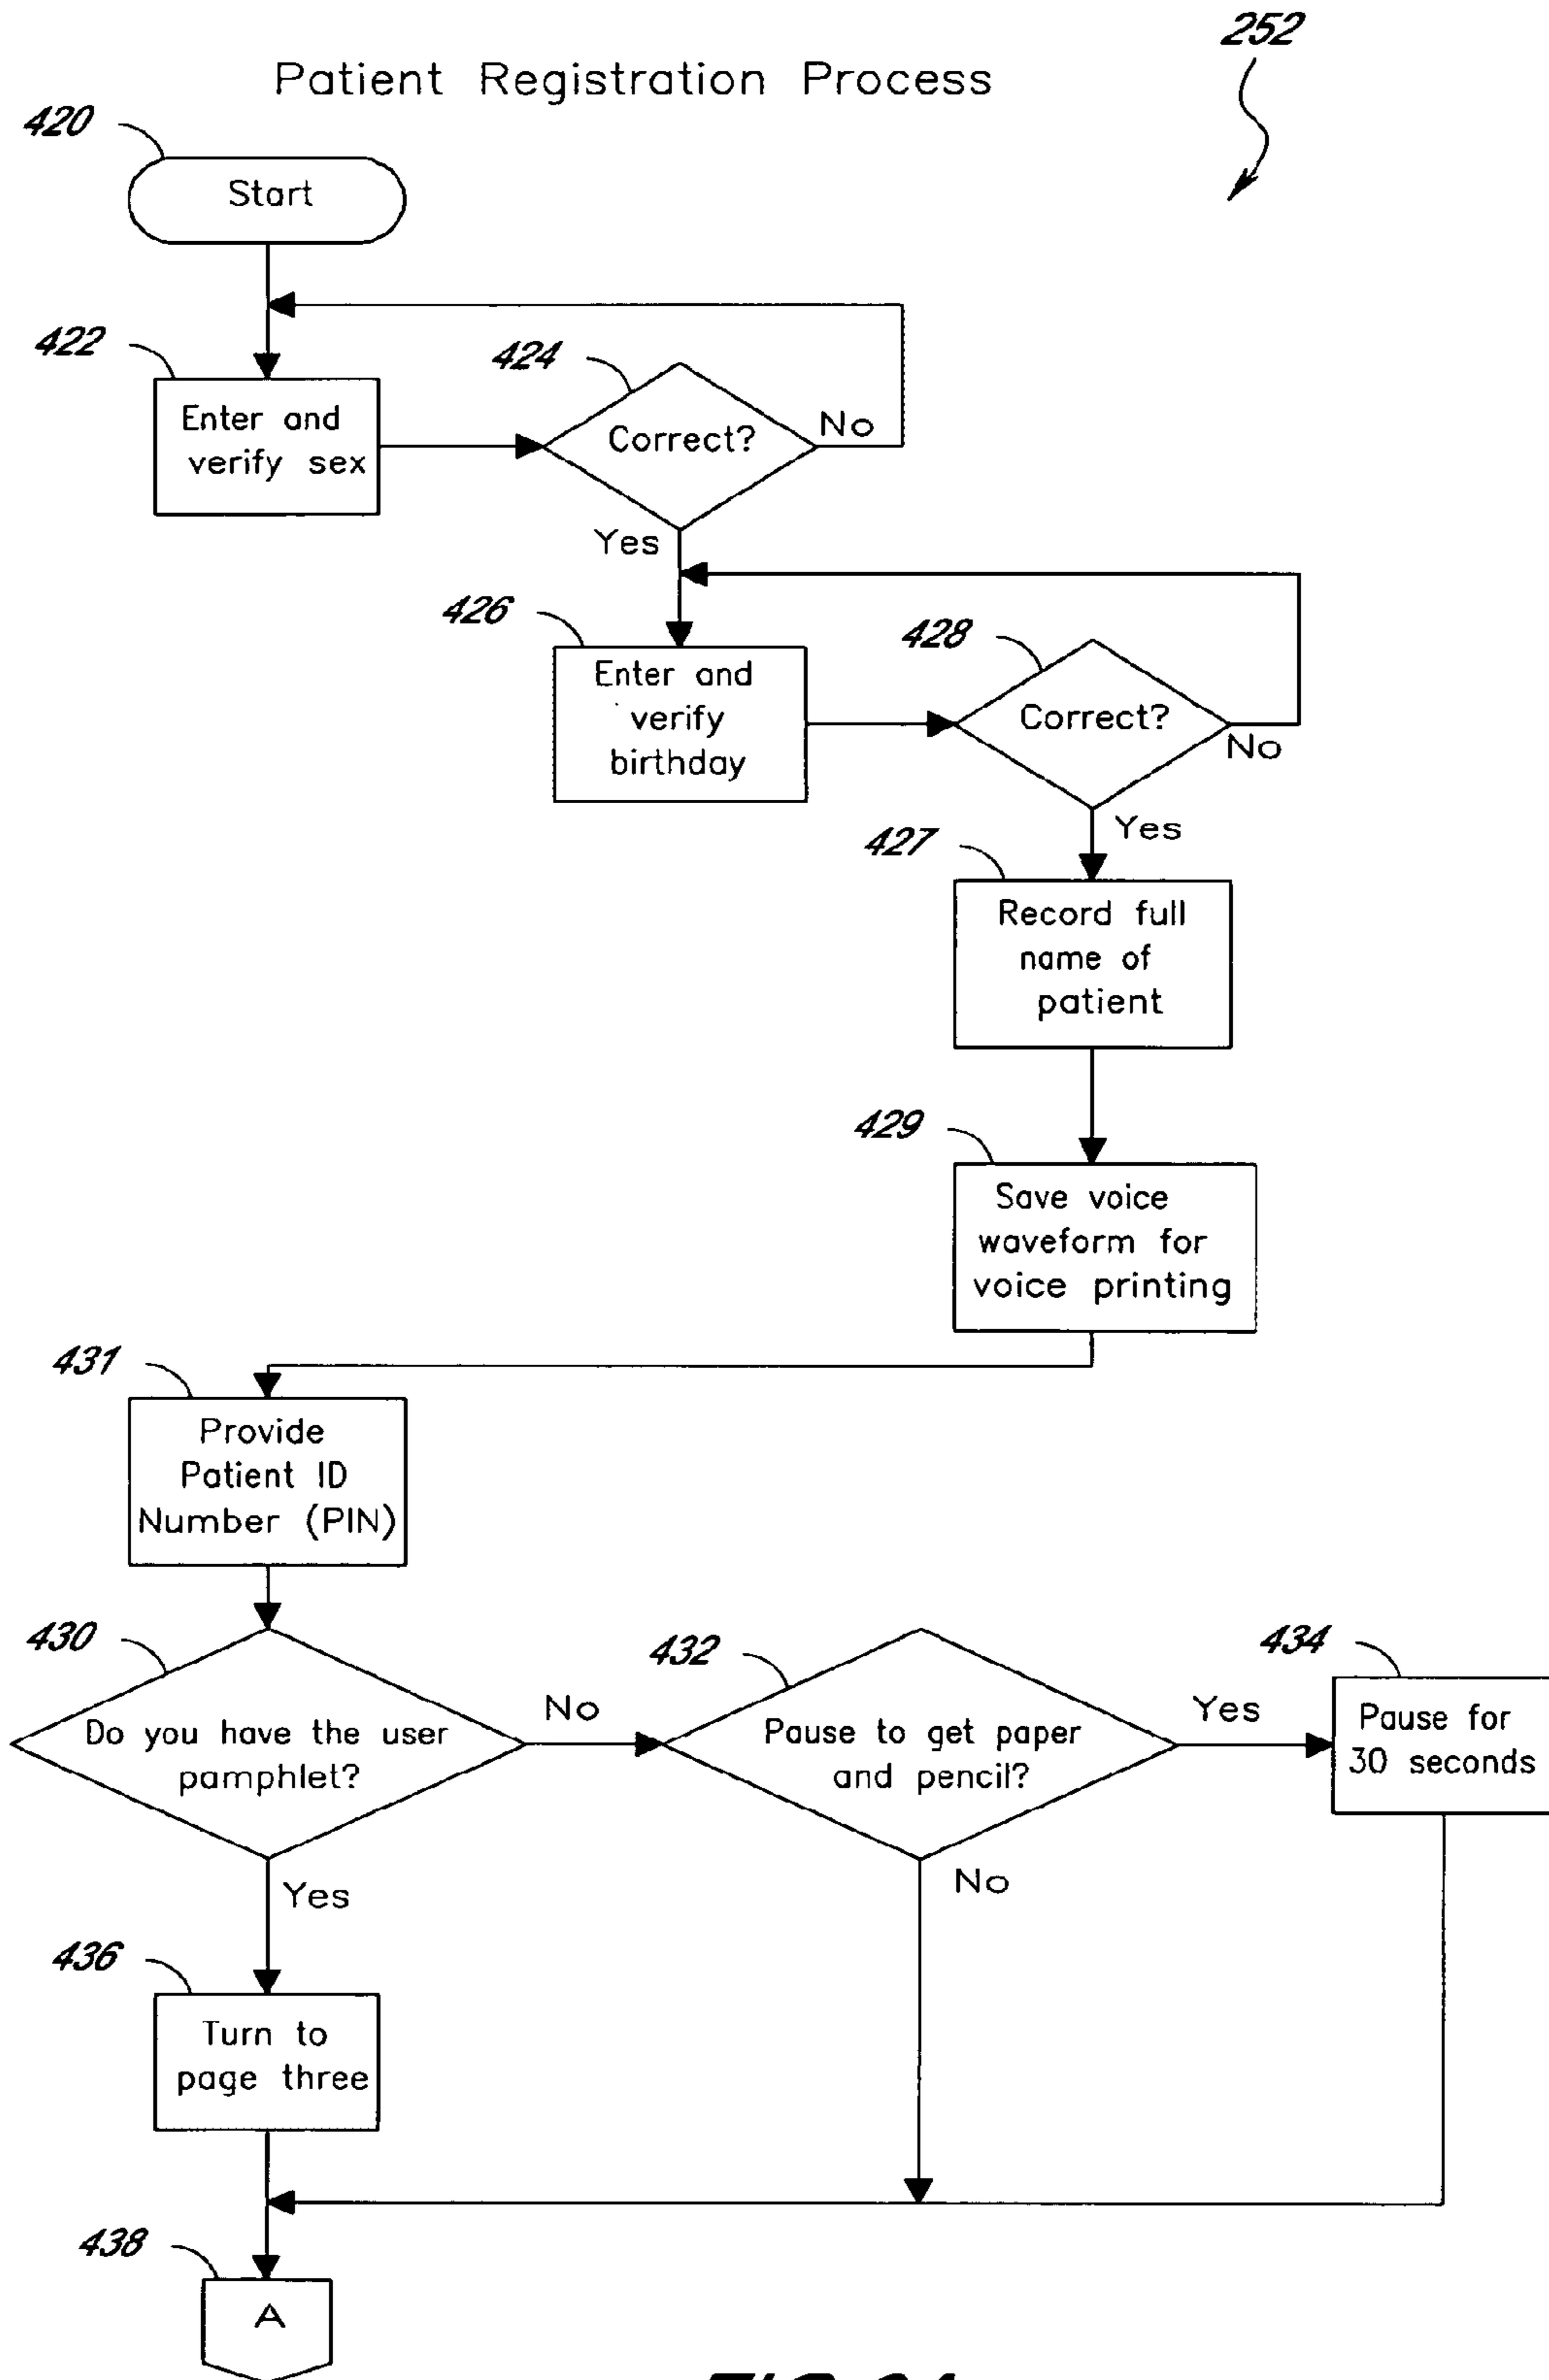 252
Patient Registration Process
420
Start
422
Enter and
verify sex
424
Correct?
No
Yes
426
Enter and
verify
birthday
428
Correct?
No
Yes
427
Record full
name of
patient
429
Save voice
waveform for
voice printing
431
Provide
Patient ID
Number (PIN)
430
Do you have the user
pamphlet?
No
432
Pause to get paper
and pencil?
Yes
434
Pause for
30 seconds
Yes
No
436
Turn to
page three
438
A